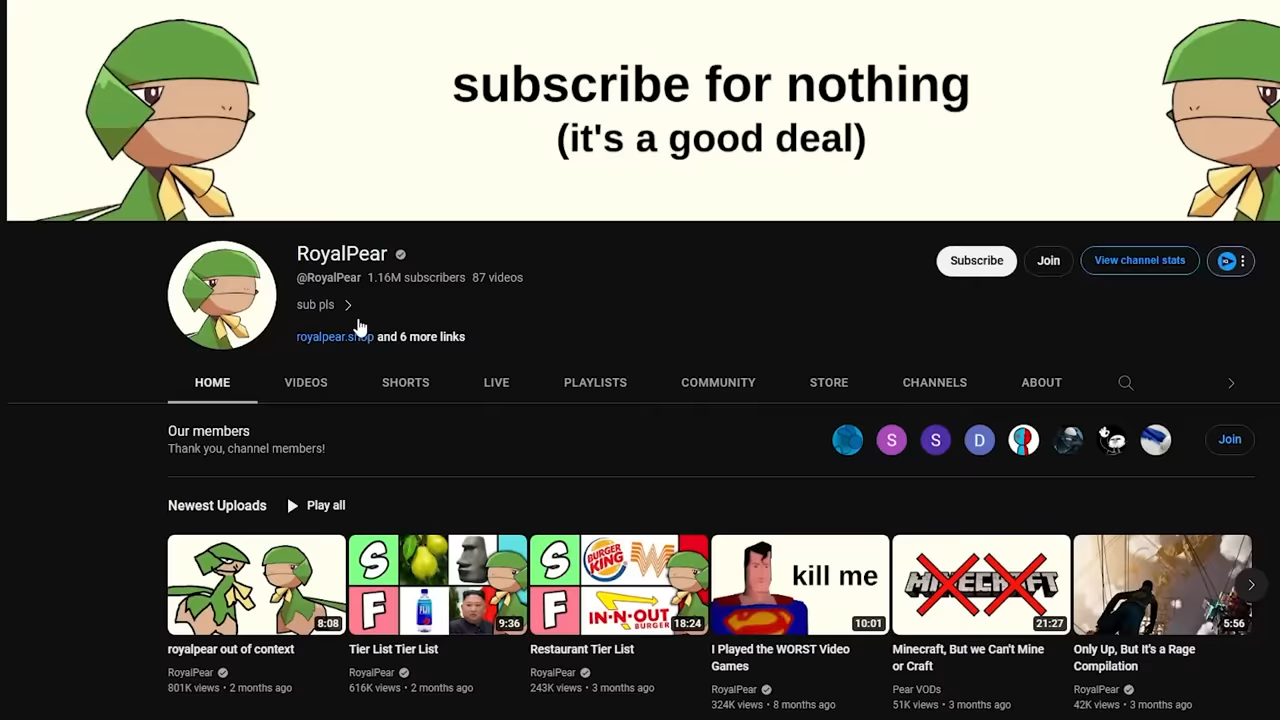 subscribe for nothing
(it's a good deal)
RoyalPear
@RoyalPear 1.16M subscribers 87 videos
sub pls
royalpear.shop and 6 more links
Subscribe
Join
View channel stats
HOME
VIDEOS
SHORTS
LIVE
PLAYLISTS
COMMUNITY
STORE
CHANNELS
ABOUT
Our members
Thank you, channel members!
S
S
D
Join
Newest Uploads
Play all
8:08
S
F
FIJI
9:36
S
BURGER KING
W
F
IN-N-OUT
BURGER
18:24
kill me
10:01
MINECRAFT
21:27
5:56
royalpear out of context
RoyalPear
801K views • 2 months ago
Tier List Tier List
RoyalPear
616K views • 2 months ago
Restaurant Tier List
RoyalPear
243K views • 3 months ago
I Played the WORST Video
Games
RoyalPear
324K views • 8 months ago
Minecraft, But we Can't Mine
or Craft
Pear VODs
51K views • 3 months ago
Only Up, But It's a Rage
Compilation
RoyalPear
42K views • 3 months ago